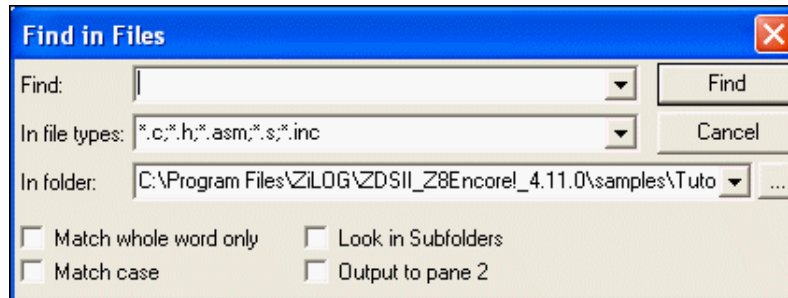 Find in Files
Find: Find
In file types: *.c;*.h;*.asm;*.s;*.inc Cancel
In folder: C:\Program Files\ZiLOG\ZDSII_Z8Encore!_4.11.0\samples\Tuto ...
Match whole word only Look in Subfolders
Match case Output to pane 2